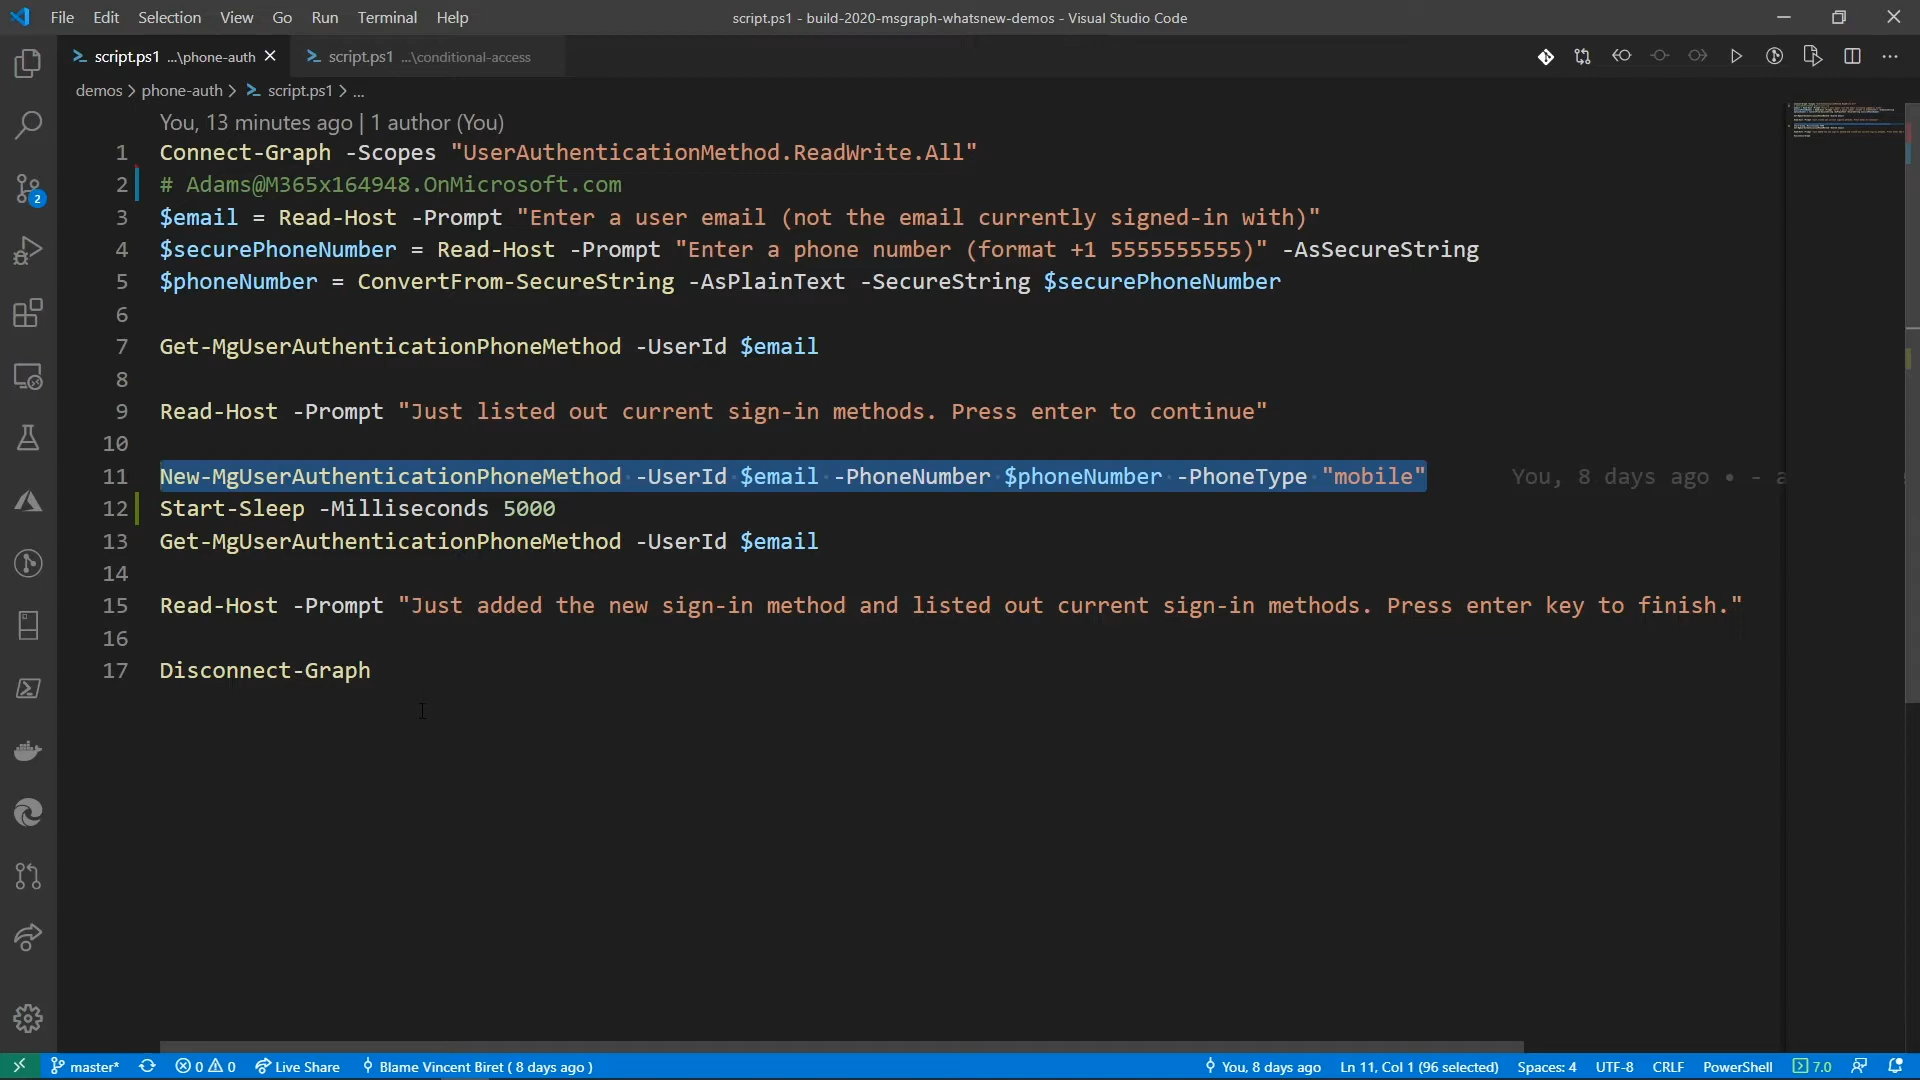 File Edit Selection View Go Run Terminal Help
script.ps1 - build-2020-msgraph-whatsnew-demos - Visual Studio Code
script.ps1 ...\phone-auth
script.ps1 ...\conditional-access
demos > phone-auth > script.ps1 > ...
You, 13 minutes ago | 1 author (You)
1 Connect-Graph -Scopes "UserAuthenticationMethod.ReadWrite.All"
2 # Adams@M365x164948.OnMicrosoft.com
3 $email = Read-Host -Prompt "Enter a user email (not the email currently signed-in with)"
4 $securePhoneNumber = Read-Host -Prompt "Enter a phone number (format +1 5555555555)" -AsSecureString
5 $phoneNumber = ConvertFrom-SecureString -AsPlainText -SecureString $securePhoneNumber
6
7 Get-MgUserAuthenticationPhoneMethod -UserId $email
8
9 Read-Host -Prompt "Just listed out current sign-in methods. Press enter to continue"
10
11 New-MgUserAuthenticationPhoneMethod -UserId $email -PhoneNumber $phoneNumber -PhoneType "mobile" You, 8 days ago • - a
12 Start-Sleep -Milliseconds 5000
13 Get-MgUserAuthenticationPhoneMethod -UserId $email
14
15 Read-Host -Prompt "Just added the new sign-in method and listed out current sign-in methods. Press enter key to finish."
16
17 Disconnect-Graph
2
master* 0 0 Live Share Blame Vincent Biret ( 8 days ago ) You, 8 days ago Ln 11, Col 1 (96 selected) Spaces: 4 UTF-8 CRLF PowerShell 7.0